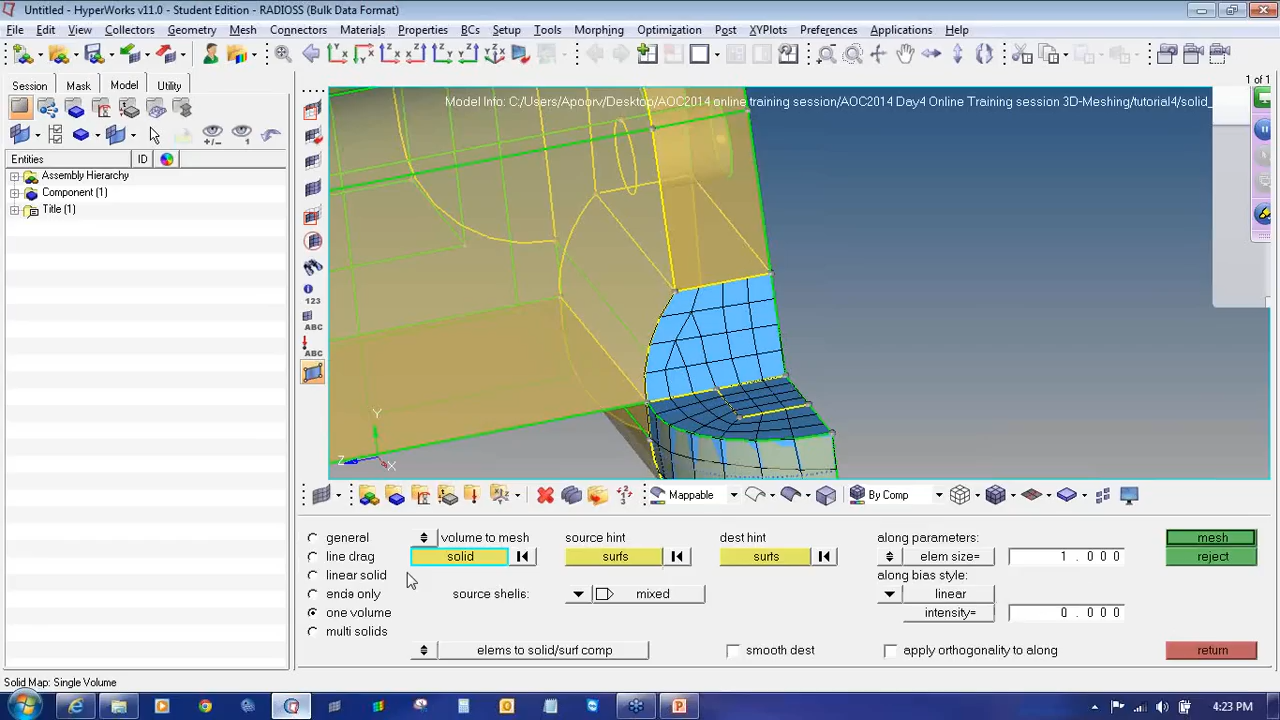 Untitled - HyperWorks v11.0 - Student Edition - RADIOSS (Bulk Data Format)
File Edit View Collectors Geometry Mesh Connectors Materials Properties BCs Setup Tools Morphing Optimization Post XYPlots Preferences Applications Help
1 of 1
Session Mask Model Utility
Model Info: C:/Users/Apoorv/Desktop/AOC2014 online training session/AOC2014 Day4 Online Training session 3D-Meshing/tutorial4/solid_
Entities ID
Assembly Hierarchy
Component (1)
Title (1)
123
ABC
ABC
Y
Z
X
Mappable
By Comp
general
line drag
linear solid
ends only
one volume
multi solids
volume to mesh
solid
source shells:
elems to solid/surf comp
source hint
surfs
mixed
dest hint
surfs
smooth dest
along parameters:
elem size= 1.000
along bias style:
linear
intensity= 0.000
apply orthogonality to along
mesh
reject
return
Solid Map: Single Volume
4:23 PM